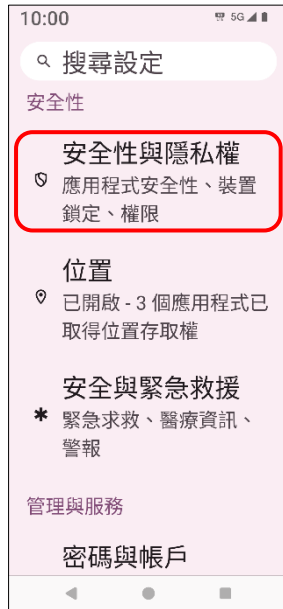 10:00 5G
搜尋設定
安全性
安全性與隱私權
應用程式安全性、裝置
鎖定、權限
位置
已開啟 - 3 個應用程式已
取得位置存取權
安全與緊急救援
緊急求救、醫療資訊、
警報
管理與服務
密碼與帳戶